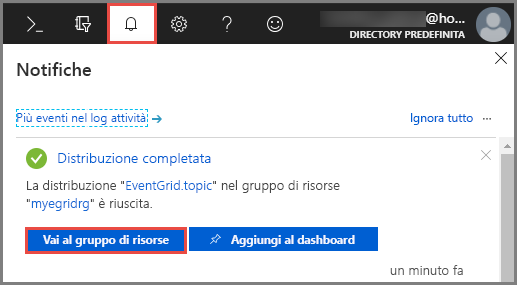 @ho...
DIRECTORY PREDEFINITA
Notifiche
Più eventi nel log attività
Ignora tutto ...
Distribuzione completata
La distribuzione "EventGrid.topic" nel gruppo di risorse
"myegridrg" è riuscita.
Vai al gruppo di risorse
Aggiungi al dashboard
un minuto fa